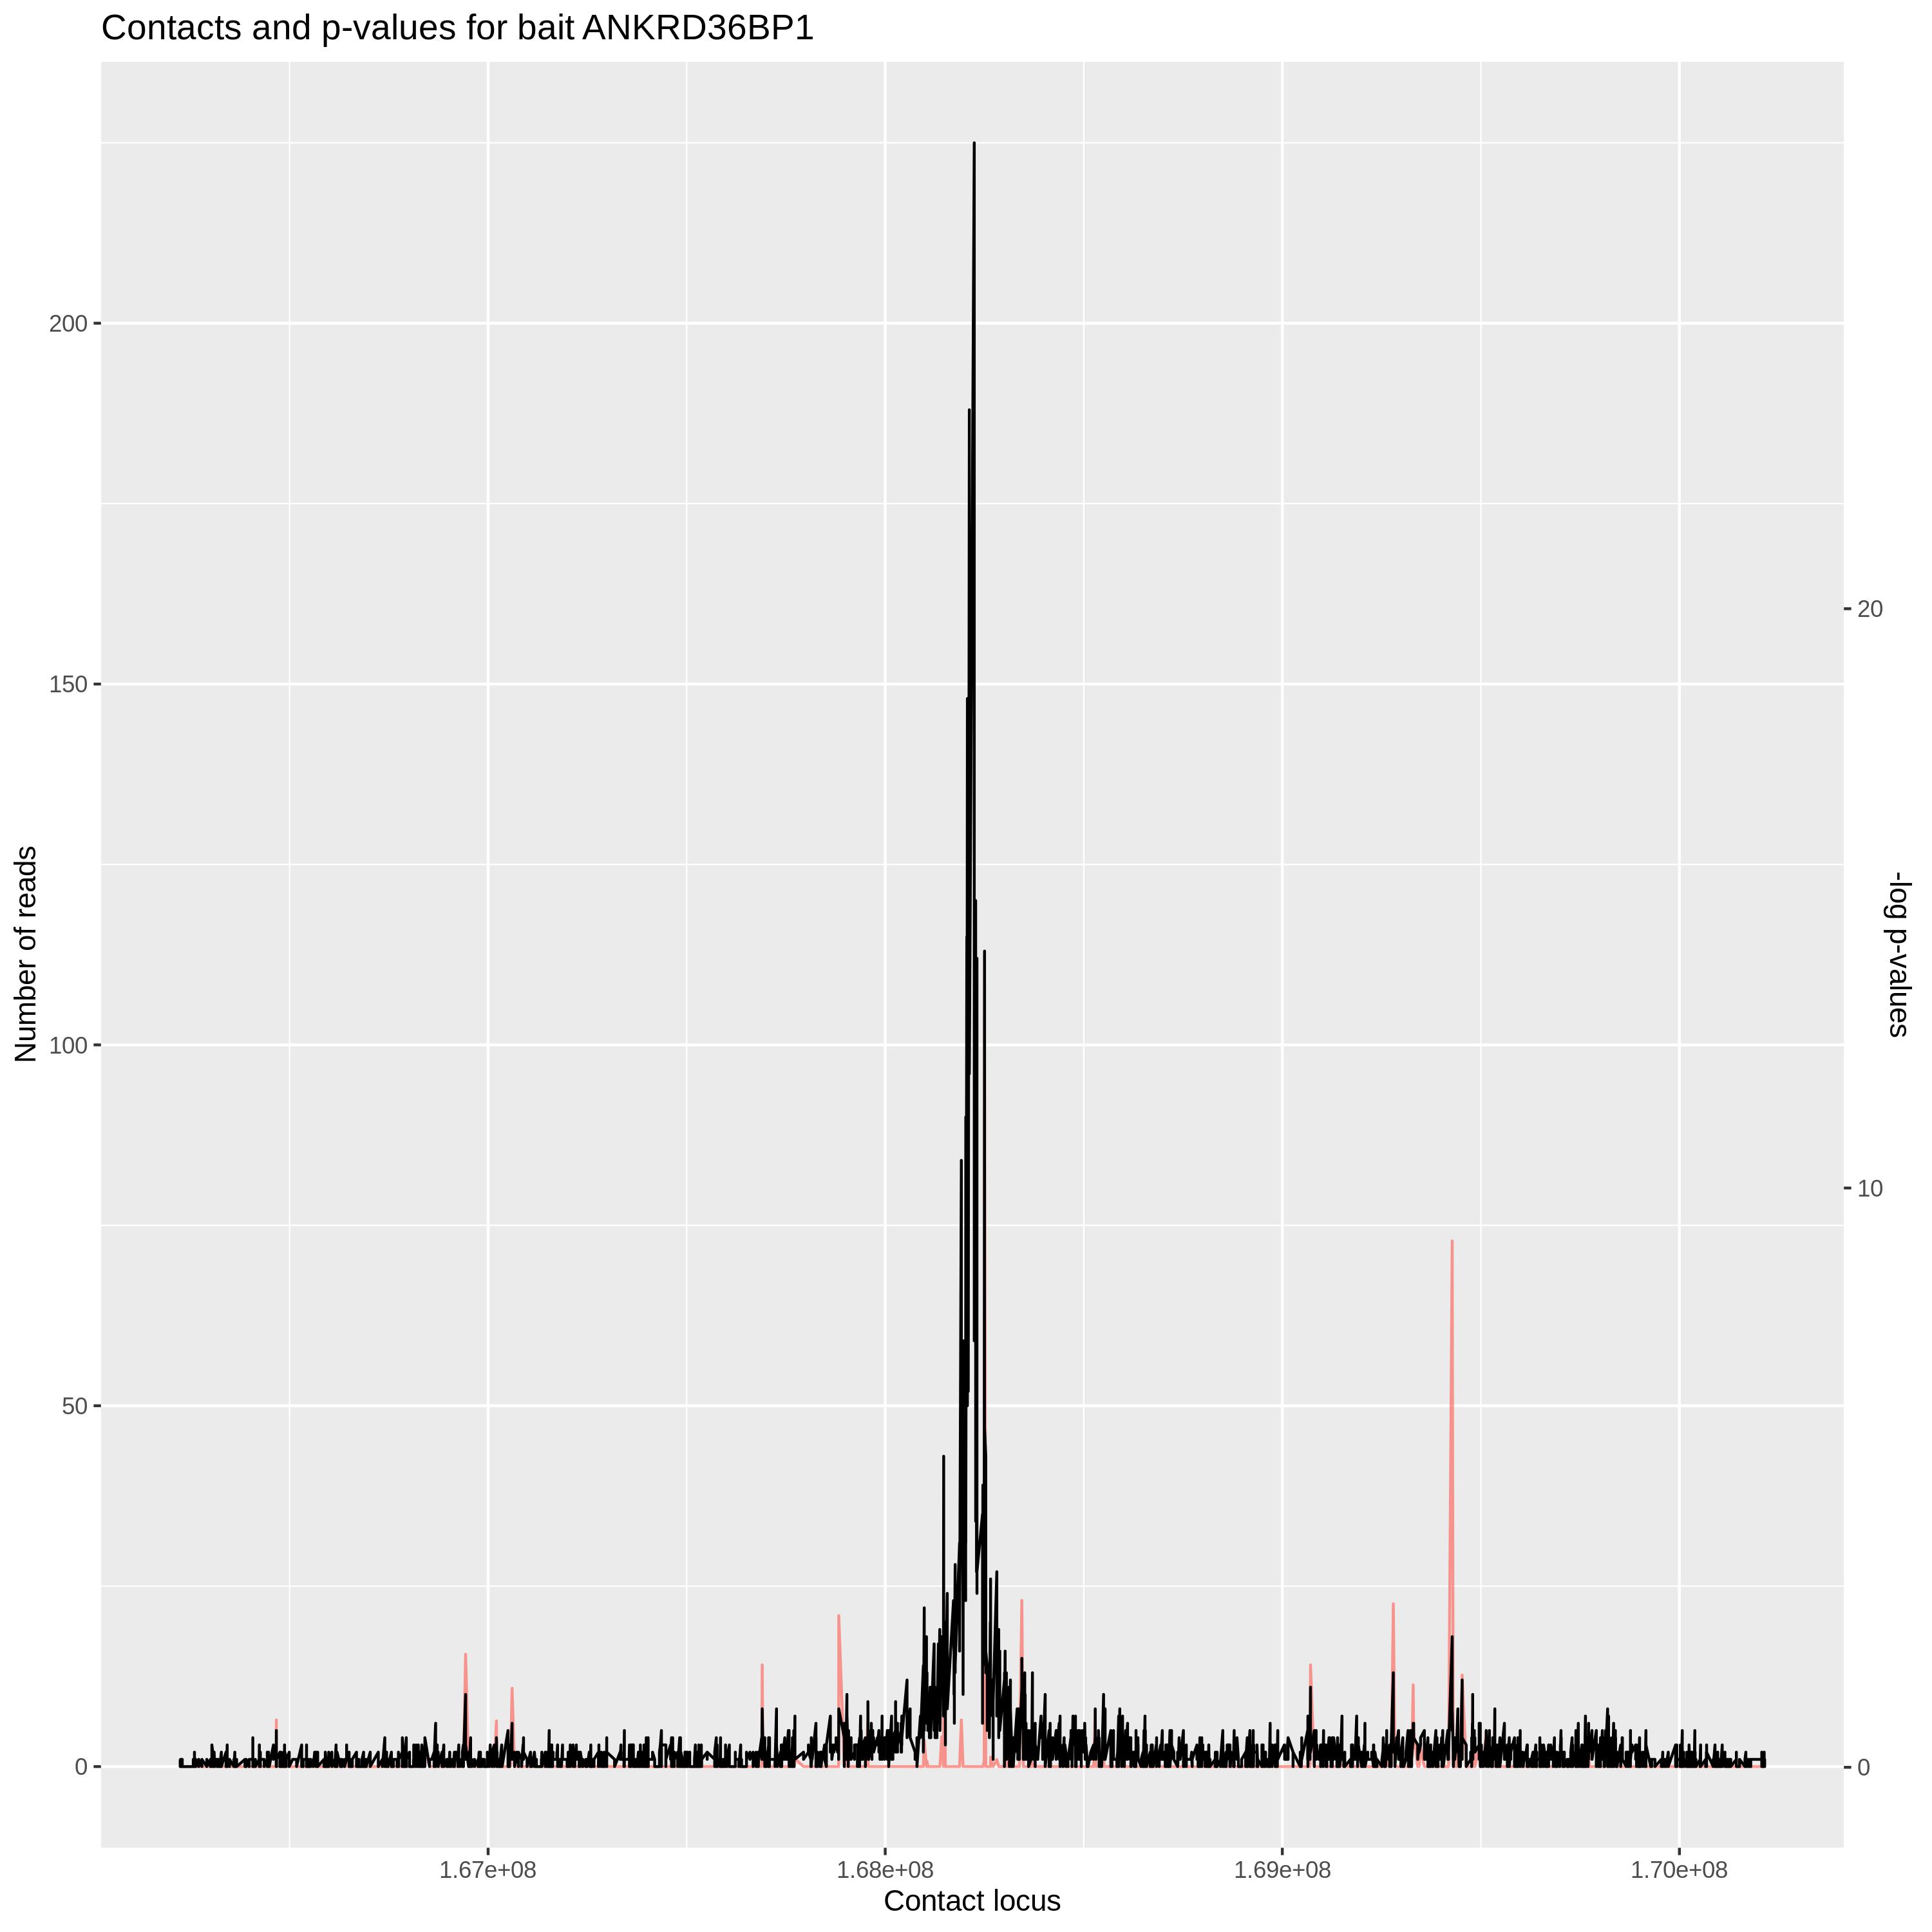 Contacts and p-values for bait ANKRD36BP1
Number of reads
200
150
100
50
0
20
10
0
-log p-values
1.67e+08 1.68e+08 1.69e+08 1.70e+08
Contact locus